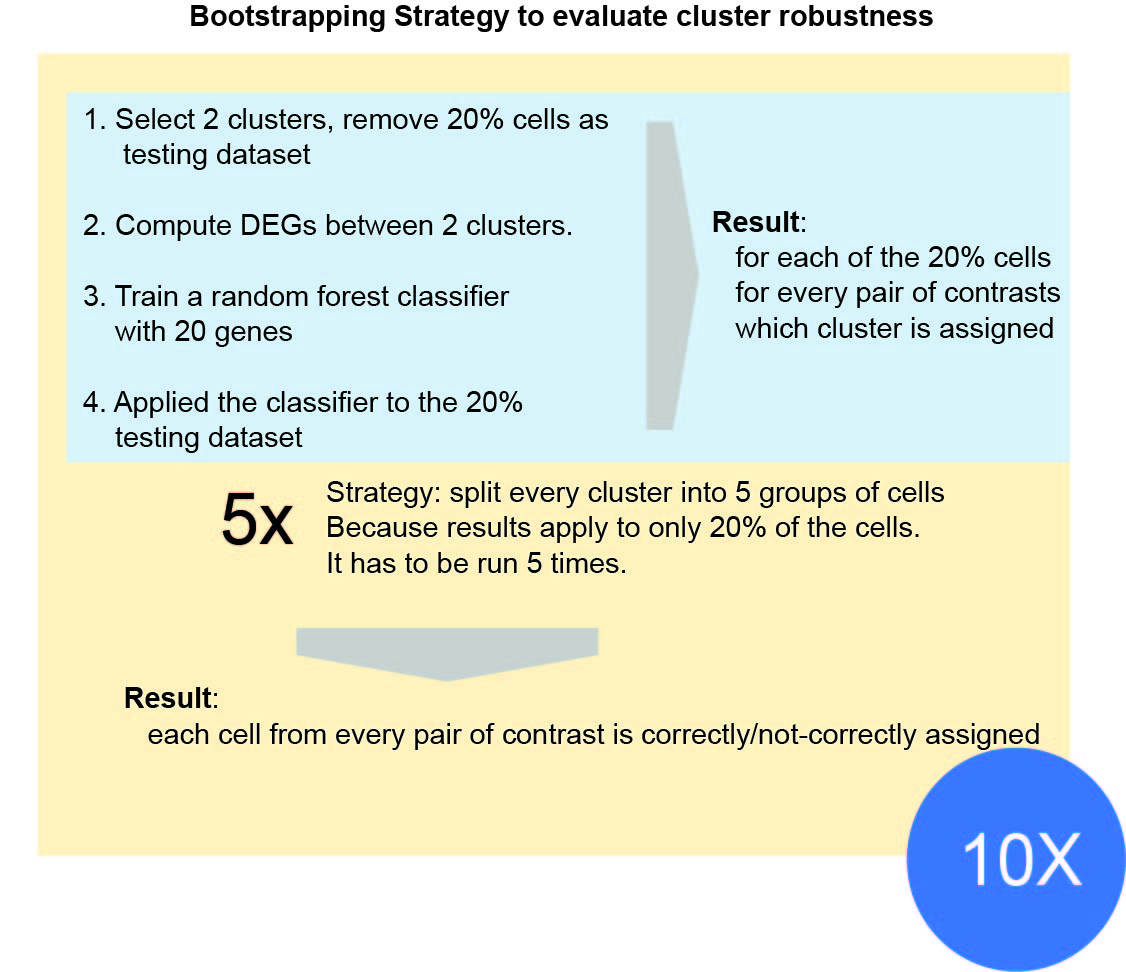 Bootstrapping Strategy to evaluate cluster robustness
1. Select 2 clusters, remove 20% cells as
testing dataset
2. Compute DEGs between 2 clusters.
3. Train a random forest classifier
with 20 genes
4. Applied the classifier to the 20%
testing dataset
Result:
for each of the 20% cells
for every pair of contrasts
which cluster is assigned
5x
Strategy: split every cluster into 5 groups of cells
Because results apply to only 20% of the cells.
It has to be run 5 times.
Result:
each cell from every pair of contrast is correctly/not-correctly assigned
10X